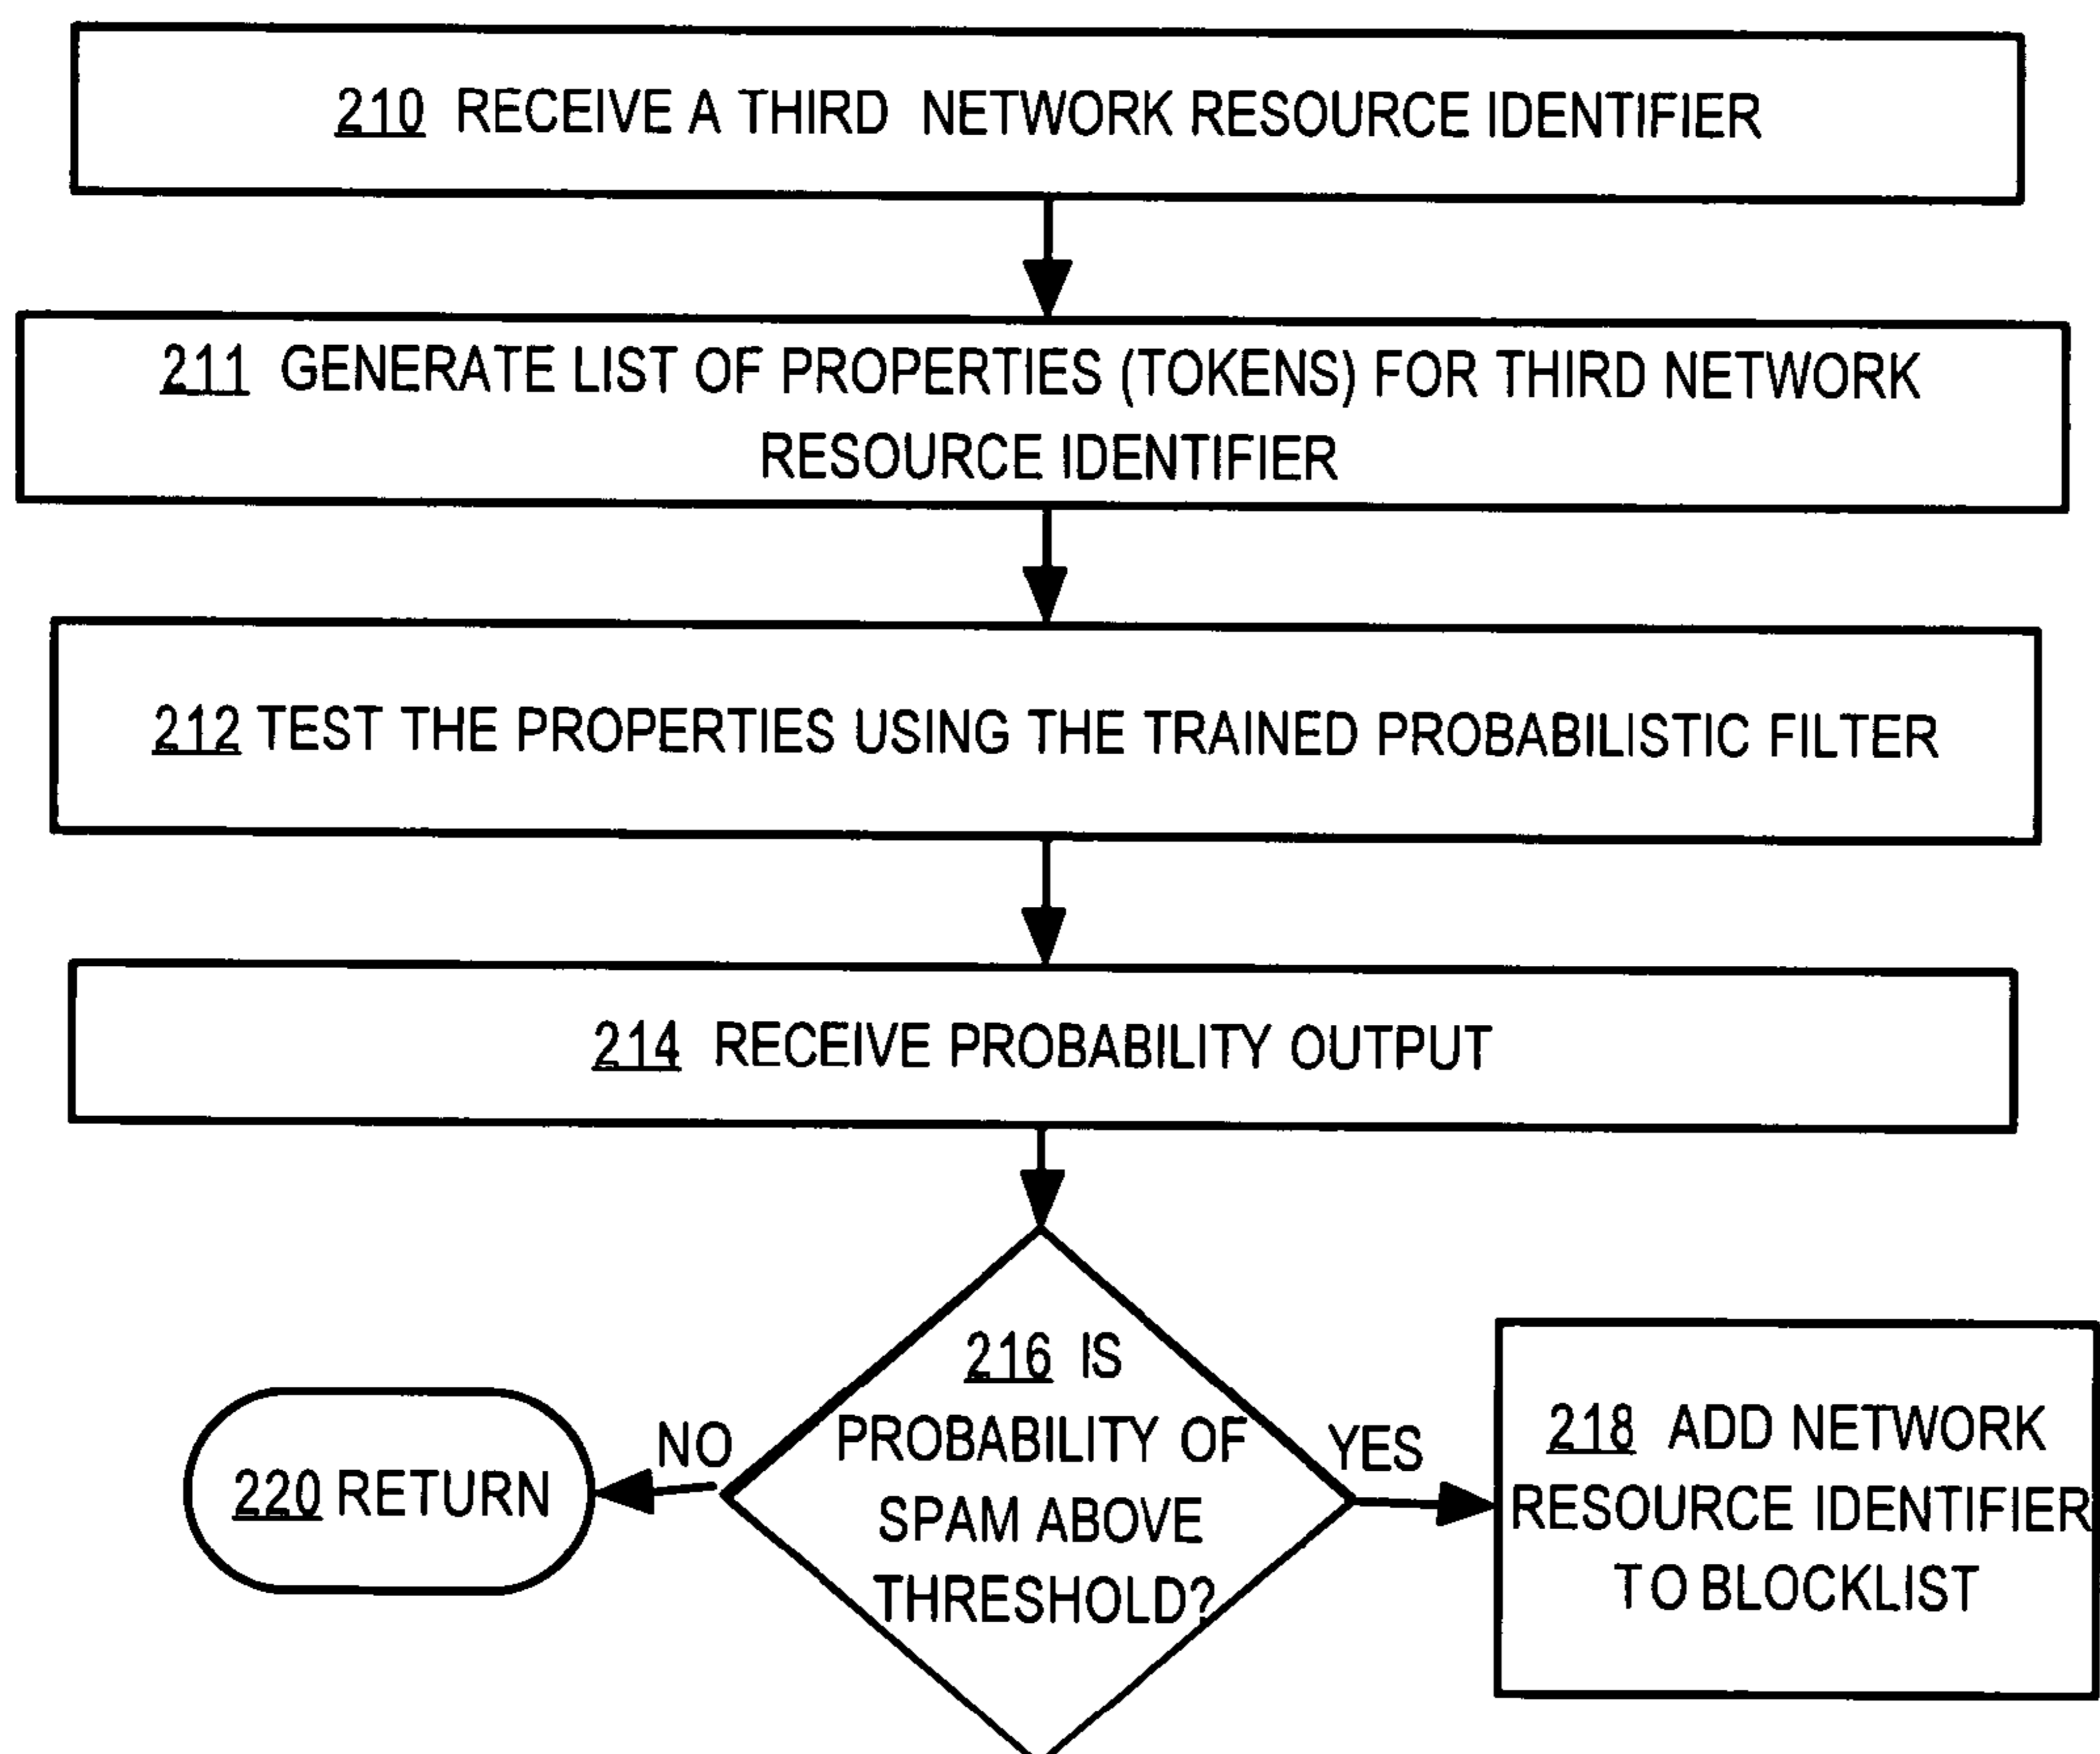 210 RECEIVE A THIRD NETWORK RESOURCE IDENTIFIER
211 GENERATE LIST OF PROPERTIES (TOKENS) FOR THIRD NETWORK
RESOURCE IDENTIFIER
212 TEST THE PROPERTIES USING THE TRAINED PROBABILISTIC FILTER
214 RECEIVE PROBABILITY OUTPUT
216 IS
PROBABILITY OF
SPAM ABOVE
THRESHOLD?
NO
220 RETURN
YES
218 ADD NETWORK
RESOURCE IDENTIFIER
TO BLOCKLIST